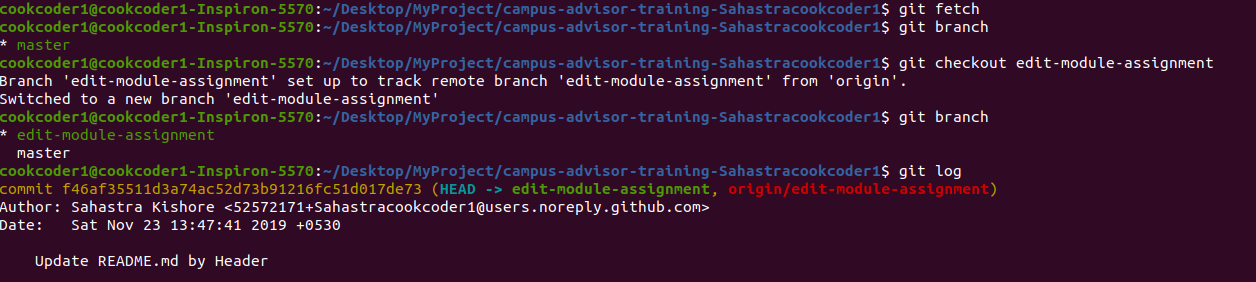 cookcoder1@cookcoder1-Inspiron-5570:~/Desktop/MyProject/campus-advisor-training-Sahastracookcoder1$ git fetch
cookcoder1@cookcoder1-Inspiron-5570:~/Desktop/MyProject/campus-advisor-training-Sahastracookcoder1$ git branch
* master
cookcoder1@cookcoder1-Inspiron-5570:~/Desktop/MyProject/campus-advisor-training-Sahastracookcoder1$ git checkout edit-module-assignment
Branch 'edit-module-assignment' set up to track remote branch 'edit-module-assignment' from 'origin'.
Switched to a new branch 'edit-module-assignment'
cookcoder1@cookcoder1-Inspiron-5570:~/Desktop/MyProject/campus-advisor-training-Sahastracookcoder1$ git branch
* edit-module-assignment
  master
cookcoder1@cookcoder1-Inspiron-5570:~/Desktop/MyProject/campus-advisor-training-Sahastracookcoder1$ git log
commit f46af35511d3a74ac52d73b91216fc51d017de73 (HEAD -> edit-module-assignment, origin/edit-module-assignment)
Author: Sahastra Kishore <52572171+Sahastracookcoder1@users.noreply.github.com>
Date:   Sat Nov 23 13:47:41 2019 +0530
    Update README.md by Header